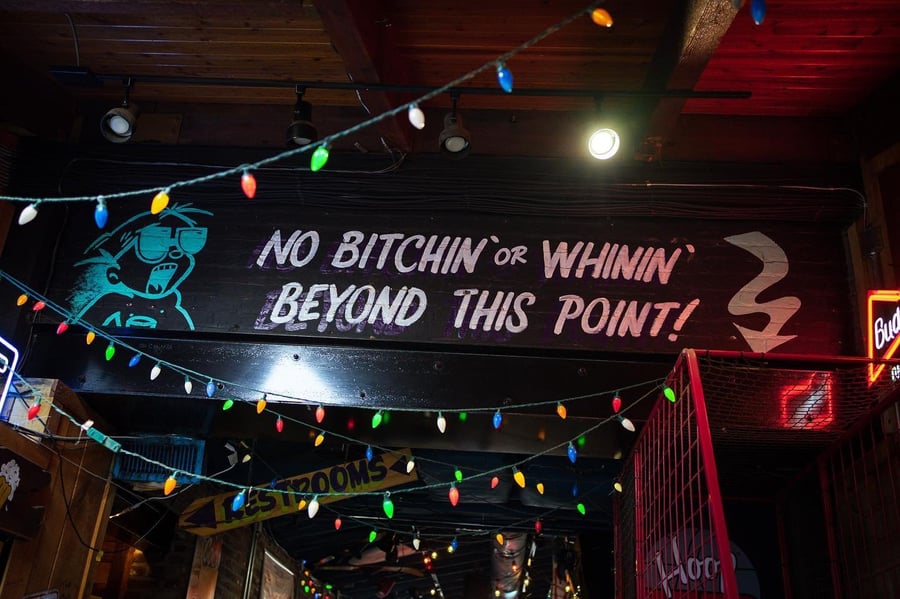 NO BITCHIN' OR WHININ'
BEYOND THIS POINT!
RESTROOMS